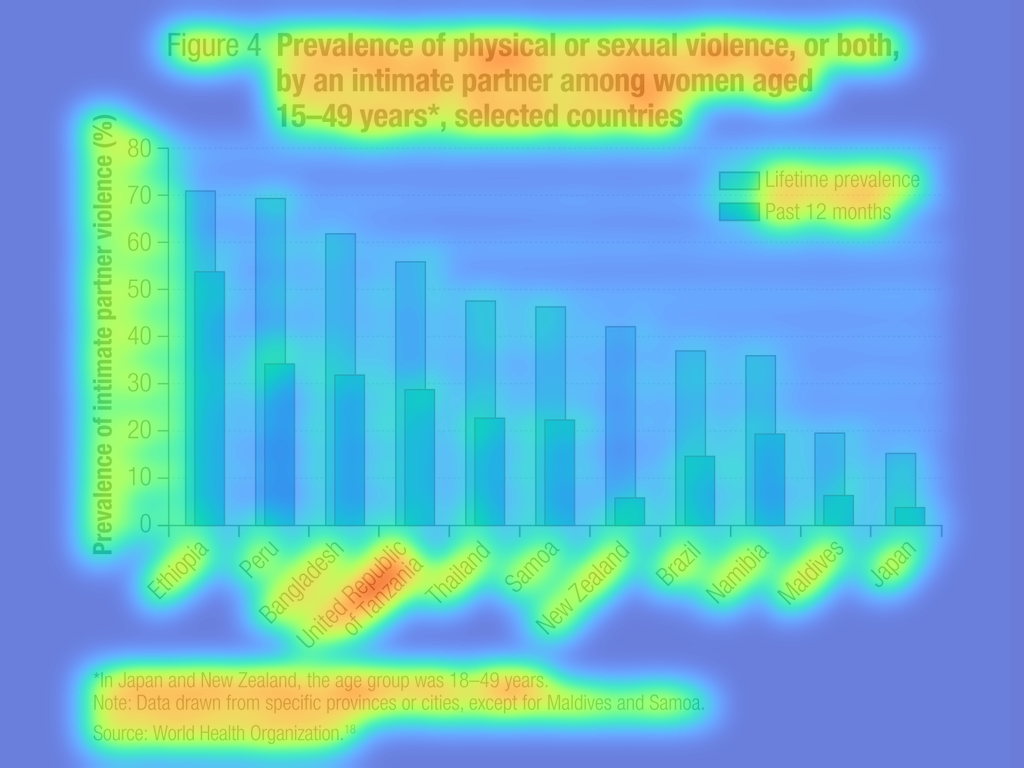 Figure 4 Prevalence of physical or sexual violence, or both,
by an intimate partner among women aged
15–49 years*, selected countries
Prevalence of intimate partner violence (%)
80
70
60
50
40
30
20
10
0
Lifetime prevalence
Past 12 months
Ethiopia
Peru
Bangladesh
United Republic
of Tanzania
Thailand
Samoa
New Zealand
Brazil
Namibia
Maldives
Japan
*In Japan and New Zealand, the age group was 18–49 years.
Note: Data drawn from specific provinces or cities, except for Maldives and Samoa.
Source: World Health Organization.18